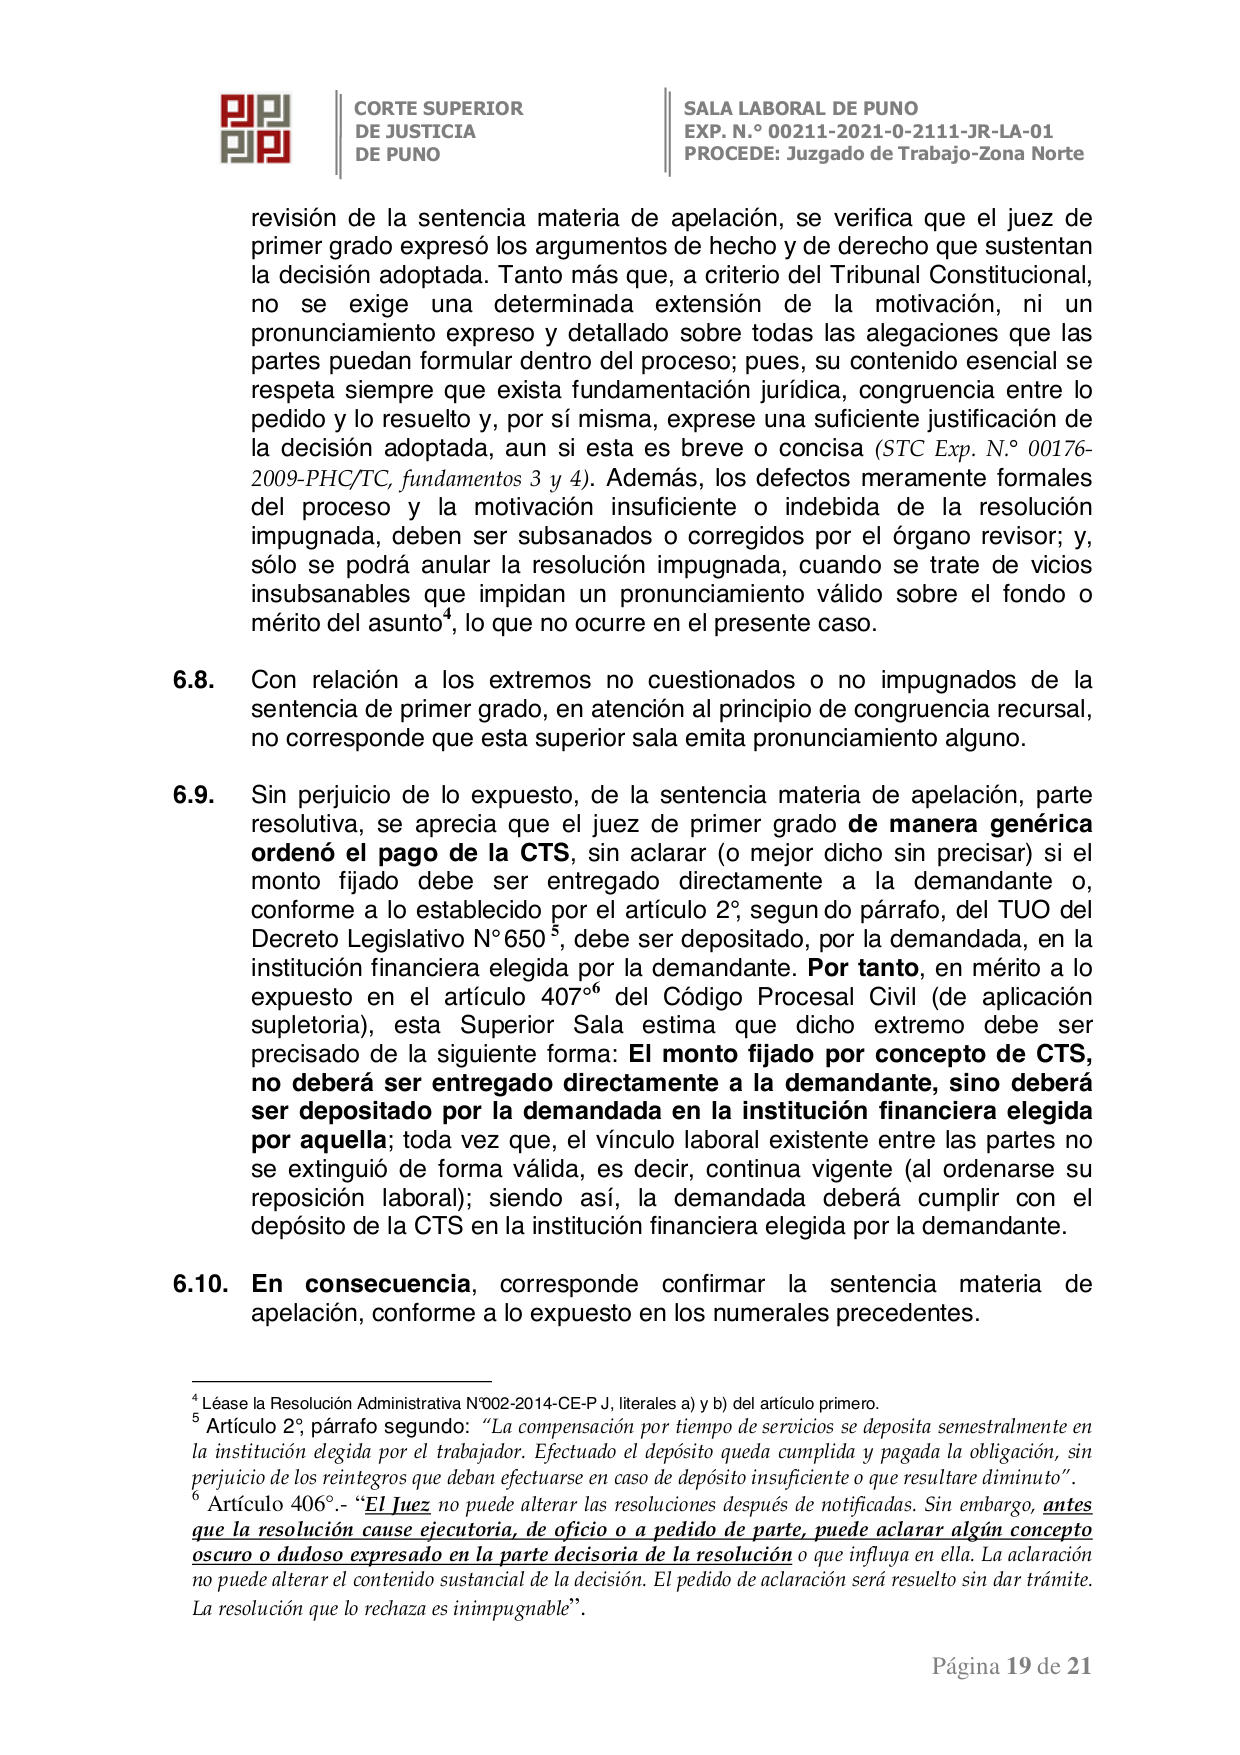 CORTE SUPERIOR
DE JUSTICIA
DE PUNO
SALA LABORAL DE PUNO
EXP. N.° 00211-2021-0-2111-JR-LA-01
PROCEDE: Juzgado de Trabajo-Zona Norte
revisión de la sentencia materia de apelación, se verifica que el juez de
primer grado expresó los argumentos de hecho y de derecho que sustentan
la decisión adoptada. Tanto más que, a criterio del Tribunal Constitucional,
no se exige una determinada extensión de la motivación, ni un
pronunciamiento expreso y detallado sobre todas las alegaciones que las
partes puedan formular dentro del proceso; pues, su contenido esencial se
respeta siempre que exista fundamentación jurídica, congruencia entre lo
pedido y lo resuelto y, por sí misma, exprese una suficiente justificación de
la decisión adoptada, aun si esta es breve o concisa (STC Exp. N.° 00176-
2009-PHC/TC, fundamentos 3 y 4). Además, los defectos meramente formales
del proceso y la motivación insuficiente o indebida de la resolución
impugnada, deben ser subsanados o corregidos por el órgano revisor; y,
sólo se podrá anular la resolución impugnada, cuando se trate de vicios
insubsanables que impidan un pronunciamiento válido sobre el fondo o
mérito del asunto4, lo que no ocurre en el presente caso.
6.8. Con relación a los extremos no cuestionados o no impugnados de la
sentencia de primer grado, en atención al principio de congruencia recursal,
no corresponde que esta superior sala emita pronunciamiento alguno.
6.9. Sin perjuicio de lo expuesto, de la sentencia materia de apelación, parte
resolutiva, se aprecia que el juez de primer grado de manera genérica
ordenó el pago de la CTS, sin aclarar (o mejor dicho sin precisar) si el
monto fijado debe ser entregado directamente a la demandante o,
conforme a lo establecido por el artículo 2°, segun do párrafo, del TUO del
Decreto Legislativo N° 650 5, debe ser depositado, por la demandada, en la
institución financiera elegida por la demandante. Por tanto, en mérito a lo
expuesto en el artículo 407°6 del Código Procesal Civil (de aplicación
supletoria), esta Superior Sala estima que dicho extremo debe ser
precisado de la siguiente forma: El monto fijado por concepto de CTS,
no deberá ser entregado directamente a la demandante, sino deberá
ser depositado por la demandada en la institución financiera elegida
por aquella; toda vez que, el vínculo laboral existente entre las partes no
se extinguió de forma válida, es decir, continua vigente (al ordenarse su
reposición laboral); siendo así, la demandada deberá cumplir con el
depósito de la CTS en la institución financiera elegida por la demandante.
6.10. En consecuencia, corresponde confirmar la sentencia materia de
apelación, conforme a lo expuesto en los numerales precedentes.
4 Léase la Resolución Administrativa N°002-2014-CE-P J, literales a) y b) del artículo primero.
5 Artículo 2°, párrafo segundo: “La compensación por tiempo de servicios se deposita semestralmente en
la institución elegida por el trabajador. Efectuado el depósito queda cumplida y pagada la obligación, sin
perjuicio de los reintegros que deban efectuarse en caso de depósito insuficiente o que resultare diminuto”.
6 Artículo 406°.- “El Juez no puede alterar las resoluciones después de notificadas. Sin embargo, antes
que la resolución cause ejecutoria, de oficio o a pedido de parte, puede aclarar algún concepto
oscuro o dudoso expresado en la parte decisoria de la resolución o que influya en ella. La aclaración
no puede alterar el contenido sustancial de la decisión. El pedido de aclaración será resuelto sin dar trámite.
La resolución que lo rechaza es inimpugnable”.
Página 19 de 21